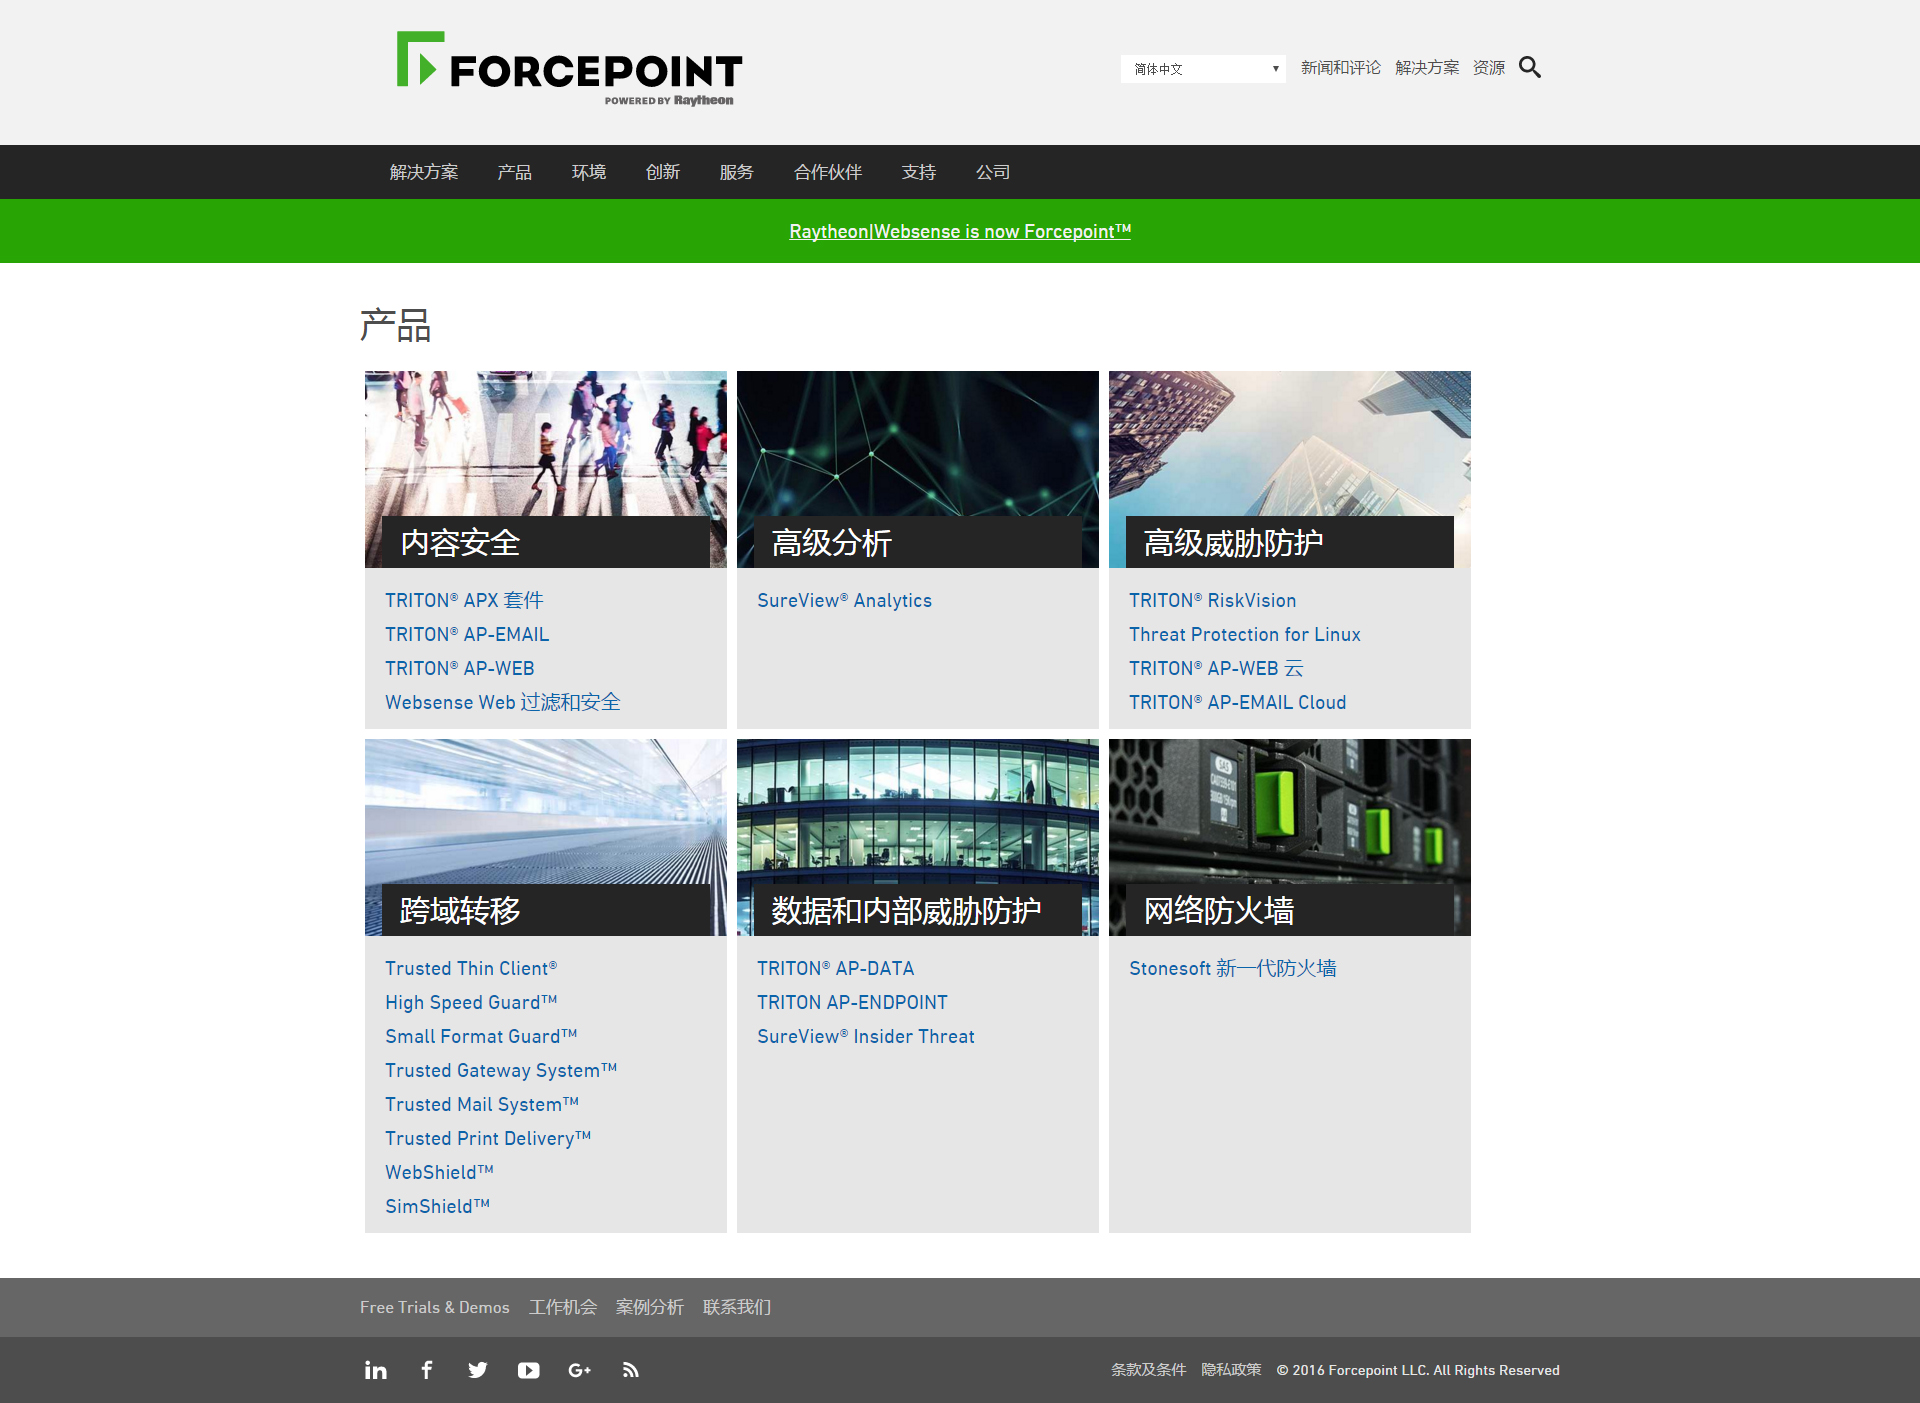 FORCEPOINT
POWERED BY Raytheon
简体中文
新闻和评论 解决方案 资源
解决方案 产品 环境 创新 服务 合作伙伴 支持 公司
Raytheon|Websense is now Forcepoint™
产品
内容安全
TRITON® APX 套件
TRITON® AP-EMAIL
TRITON® AP-WEB
Websense Web 过滤和安全
高级分析
SureView® Analytics
高级威胁防护
TRITON® RiskVision
Threat Protection for Linux
TRITON® AP-WEB 云
TRITON® AP-EMAIL Cloud
跨域转移
Trusted Thin Client®
High Speed Guard™
Small Format Guard™
Trusted Gateway System™
Trusted Mail System™
Trusted Print Delivery™
WebShield™
SimShield™
数据和内部威胁防护
TRITON® AP-DATA
TRITON AP-ENDPOINT
SureView® Insider Threat
SAS
网络防火墙
Stonesoft 新一代防火墙
Free Trials & Demos 工作机会 案例分析 联系我们
条款及条件 隐私政策 © 2016 Forcepoint LLC. All Rights Reserved